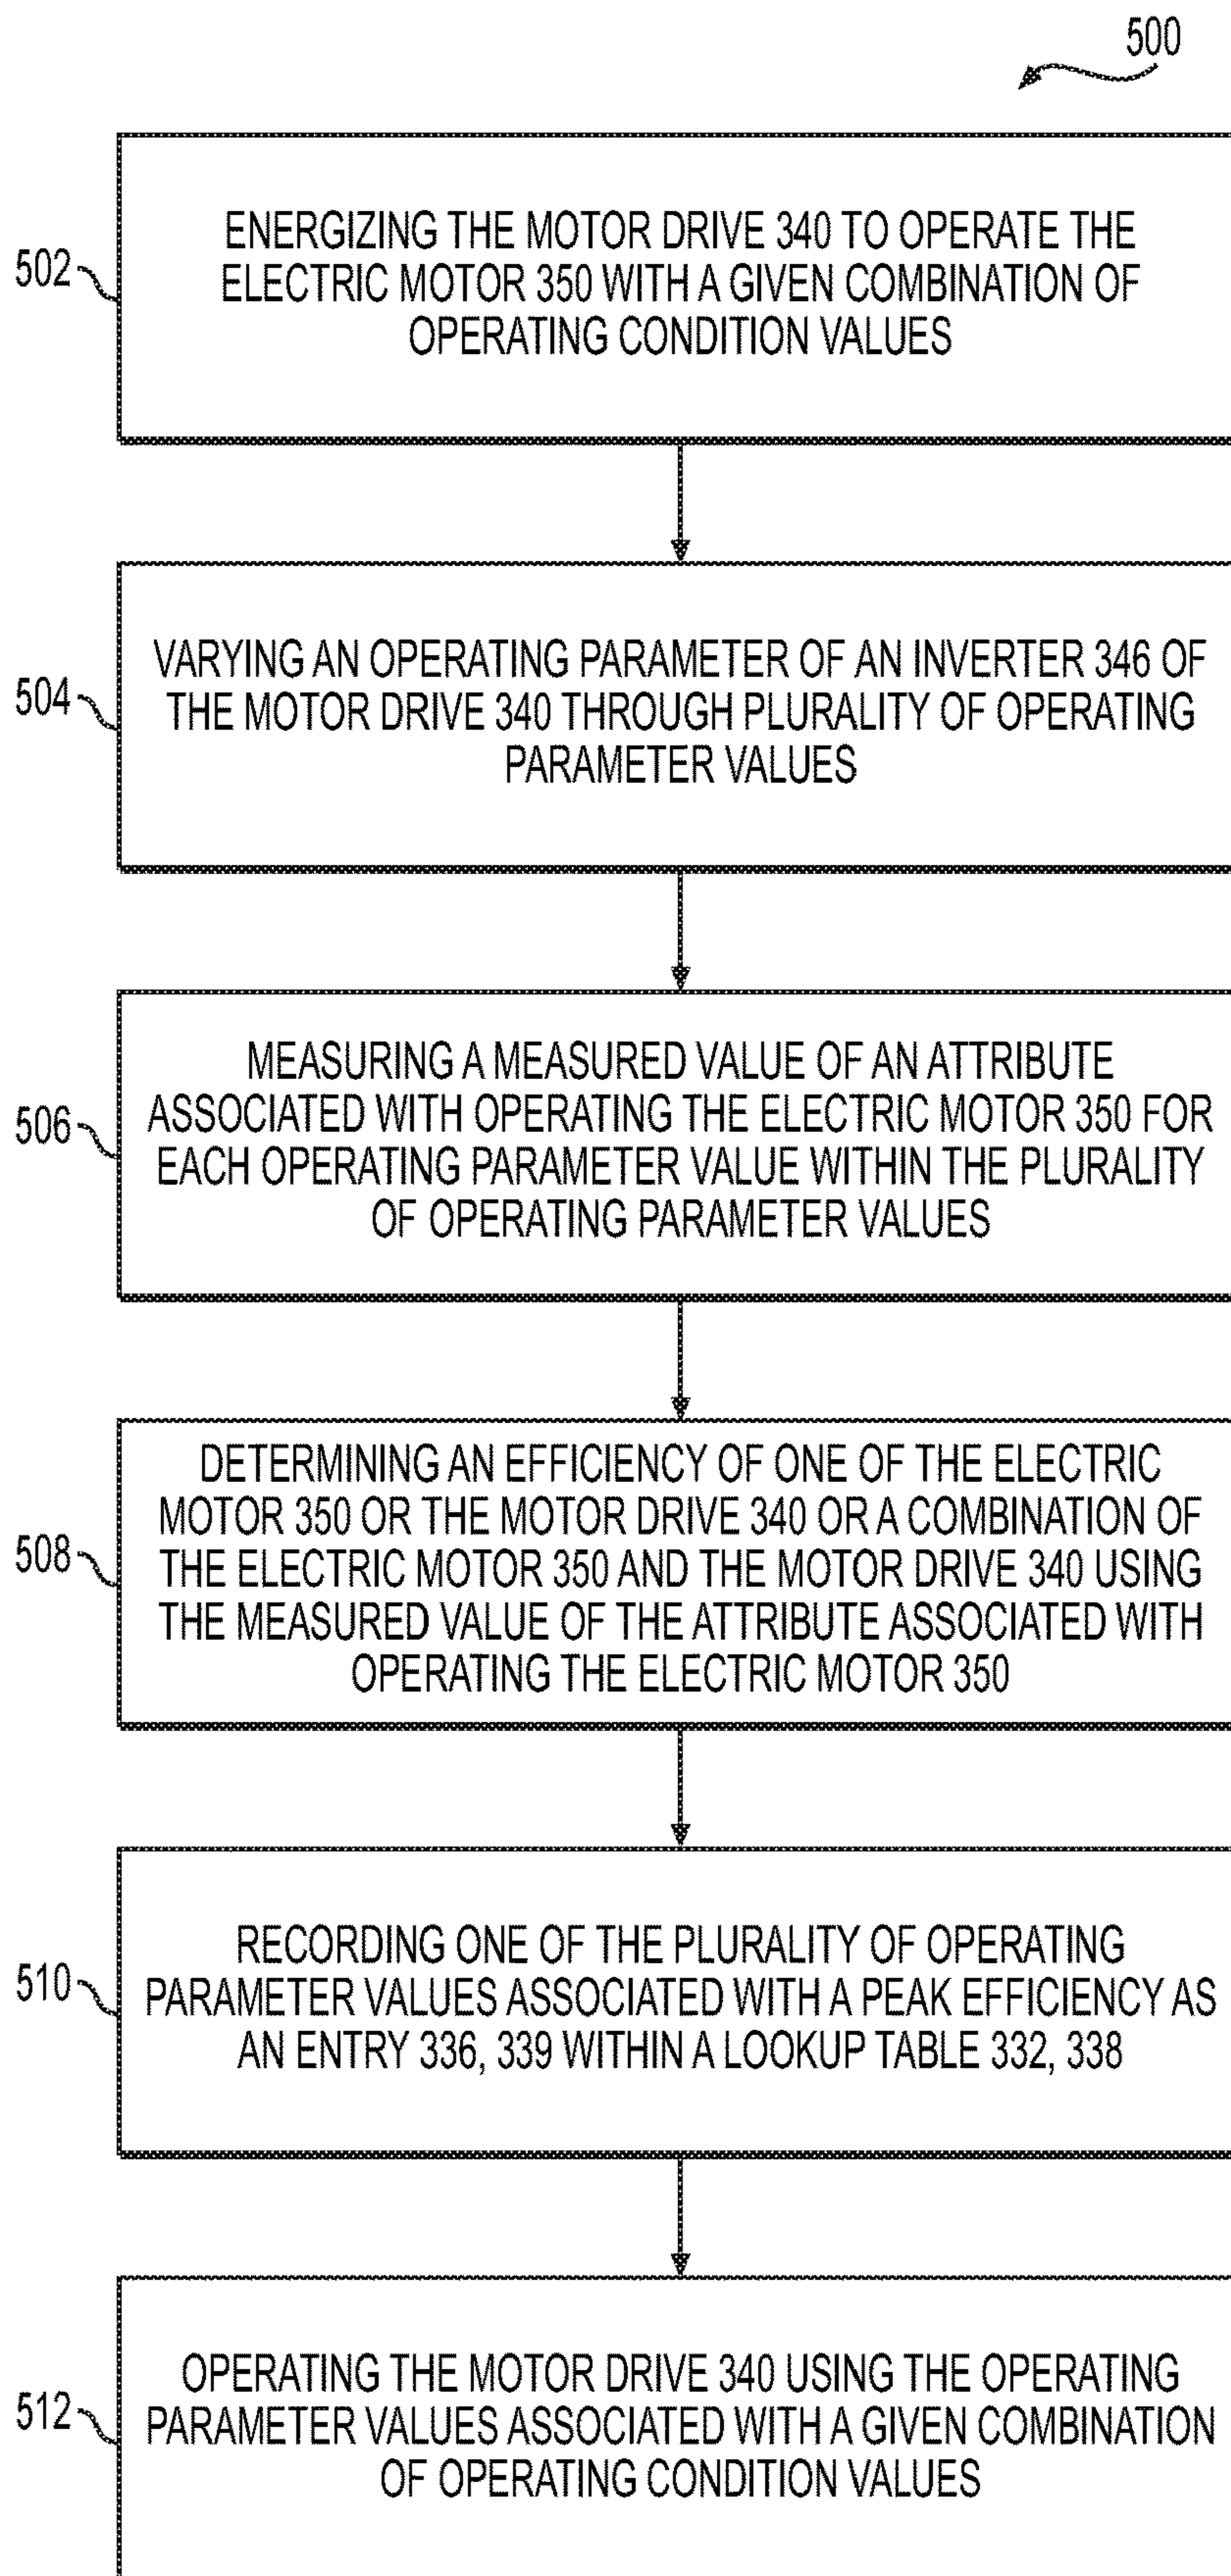 500
502
ENERGIZING THE MOTOR DRIVE 340 TO OPERATE THE
ELECTRIC MOTOR 350 WITH A GIVEN COMBINATION OF
OPERATING CONDITION VALUES
504
VARYING AN OPERATING PARAMETER OF AN INVERTER 346 OF
THE MOTOR DRIVE 340 THROUGH PLURALITY OF OPERATING
PARAMETER VALUES
506
MEASURING A MEASURED VALUE OF AN ATTRIBUTE
ASSOCIATED WITH OPERATING THE ELECTRIC MOTOR 350 FOR
EACH OPERATING PARAMETER VALUE WITHIN THE PLURALITY
OF OPERATING PARAMETER VALUES
508
DETERMINING AN EFFICIENCY OF ONE OF THE ELECTRIC
MOTOR 350 OR THE MOTOR DRIVE 340 OR A COMBINATION OF
THE ELECTRIC MOTOR 350 AND THE MOTOR DRIVE 340 USING
THE MEASURED VALUE OF THE ATTRIBUTE ASSOCIATED WITH
OPERATING THE ELECTRIC MOTOR 350
510
RECORDING ONE OF THE PLURALITY OF OPERATING
PARAMETER VALUES ASSOCIATED WITH A PEAK EFFICIENCY AS
AN ENTRY 336, 339 WITHIN A LOOKUP TABLE 332, 338
512
OPERATING THE MOTOR DRIVE 340 USING THE OPERATING
PARAMETER VALUES ASSOCIATED WITH A GIVEN COMBINATION
OF OPERATING CONDITION VALUES